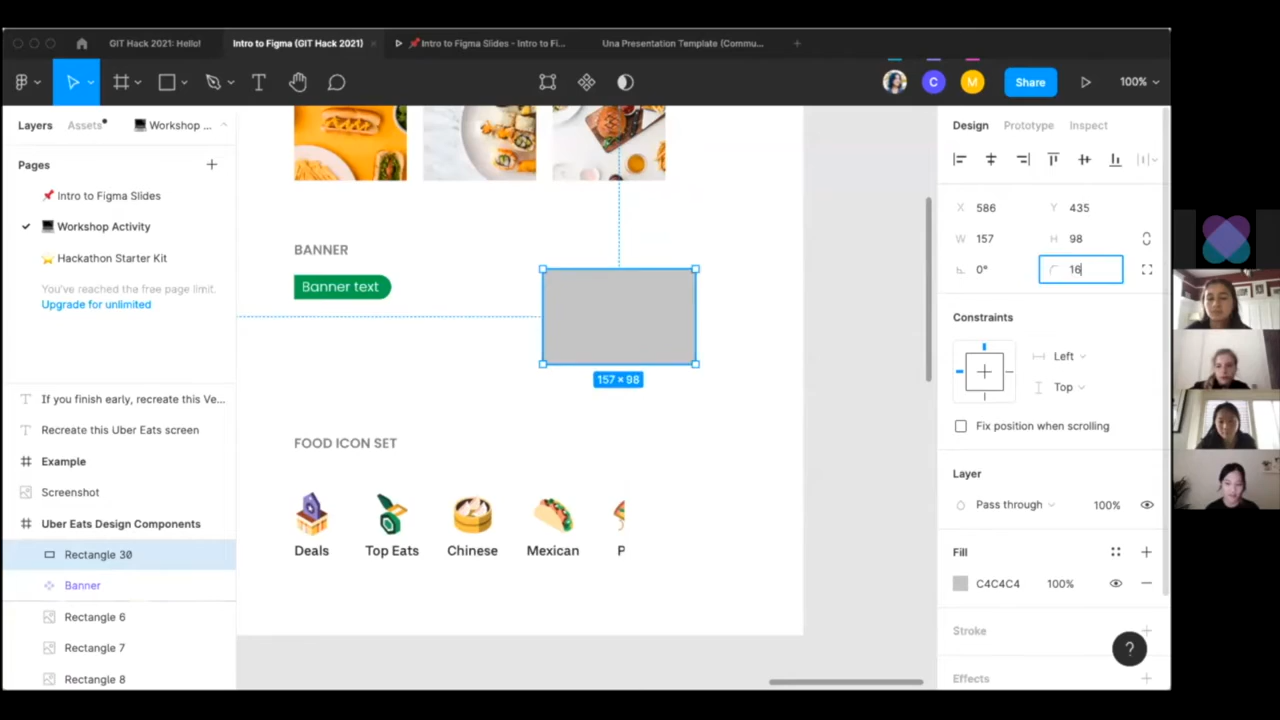 GIT Hack 2021: Hello!
Intro to Figma (GIT Hack 2021)
Intro to Figma Slides - Intro to Fi...
Una Presentation Template (Commu...
T
C
M
Share
100%
Layers
Assets
Workshop ...
Design
Prototype
Inspect
Pages
Intro to Figma Slides
Workshop Activity
Hackathon Starter Kit
You've reached the free page limit.
Upgrade for unlimited
If you finish early, recreate this Ve...
Recreate this Uber Eats screen
Example
Screenshot
Uber Eats Design Components
Rectangle 30
Banner
Rectangle 6
Rectangle 7
Rectangle 8
BANNER
Banner text
157 × 98
FOOD ICON SET
Deals
Top Eats
Chinese
Mexican
P
X 586
Y 435
W 157
H 98
0°
16
Constraints
Left
Top
Fix position when scrolling
Layer
Pass through
100%
Fill
C4C4C4
100%
Stroke
?
Effects